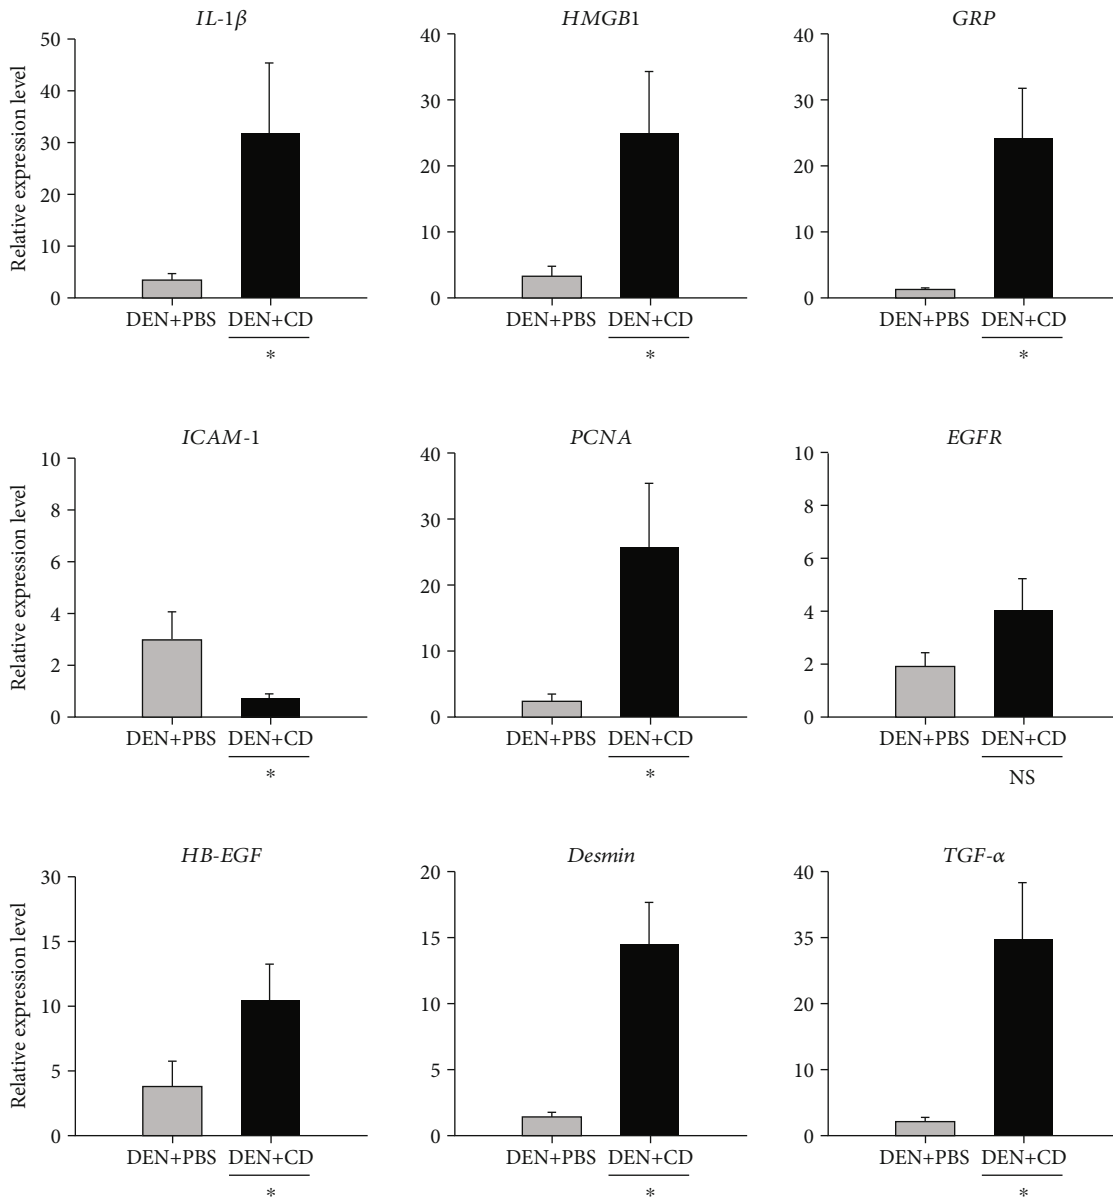 IL-1β
HMGB1
GRP
Relative expression level
50
40
30
20
10
0
DEN+PBS DEN+CD
*
40
30
20
10
0
DEN+PBS DEN+CD
*
40
30
20
10
0
DEN+PBS DEN+CD
*
ICAM-1
PCNA
EGFR
Relative expression level
10
8
6
4
2
0
DEN+PBS DEN+CD
*
40
30
20
10
0
DEN+PBS DEN+CD
*
10
8
6
4
2
0
DEN+PBS DEN+CD
NS
HB-EGF
Desmin
TGF-α
Relative expression level
30
15
10
5
0
DEN+PBS DEN+CD
*
20
15
10
5
0
DEN+PBS DEN+CD
*
40
35
20
10
0
DEN+PBS DEN+CD
*